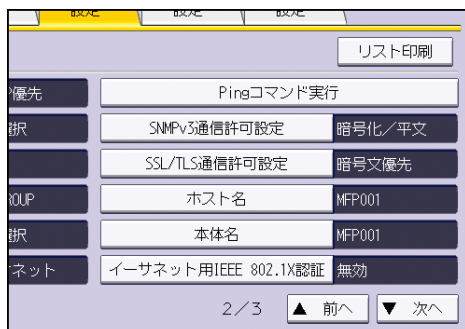 設定 設定 設定
リスト印刷
P優先 Pingコマンド実行
選択 SNMPv3通信許可設定 暗号化/平文
SSL/TLS通信許可設定 暗号文優先
ROUP ホスト名 MFP001
選択 本体名 MFP001
ネット イーサネット用IEEE 802.1X認証 無効
2/3 ▲ 前へ ▼ 次へ